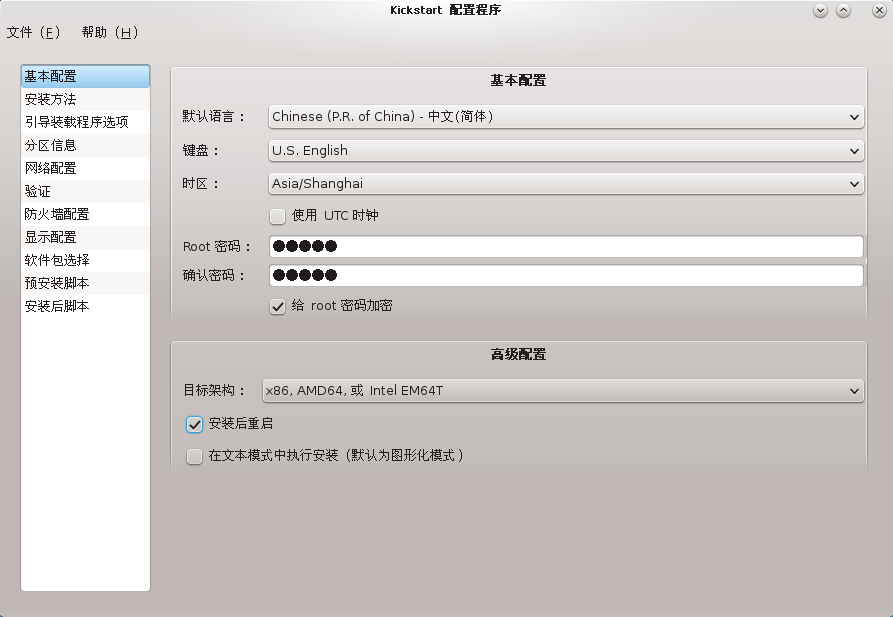 Kickstart 配置程序
文件 (F) 帮助 (H)
基本配置
安装方法
引导装载程序选项
分区信息
网络配置
验证
防火墙配置
显示配置
软件包选择
预安装脚本
安装后脚本
基本配置
默认语言： Chinese (P.R. of China) - 中文(简体)
键盘： U.S. English
时区： Asia/Shanghai
使用 UTC 时钟
Root 密码： ●●●●●
确认密码： ●●●●●
给 root 密码加密
高级配置
目标架构： x86, AMD64, 或 Intel EM64T
安装后重启
在文本模式中执行安装 (默认为图形化模式)